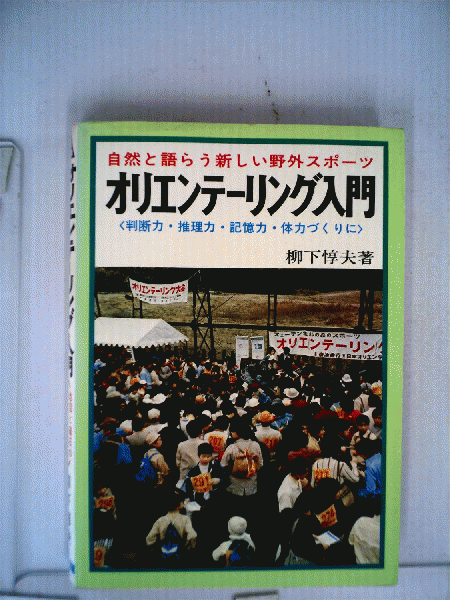 自然と語らう新しい野外スポーツ
オリエンテーリング入門
〈判断力・推理力・記憶力・体力づくりに〉
柳下惇夫著
オリエンテーリング大会
オリエンテーリン